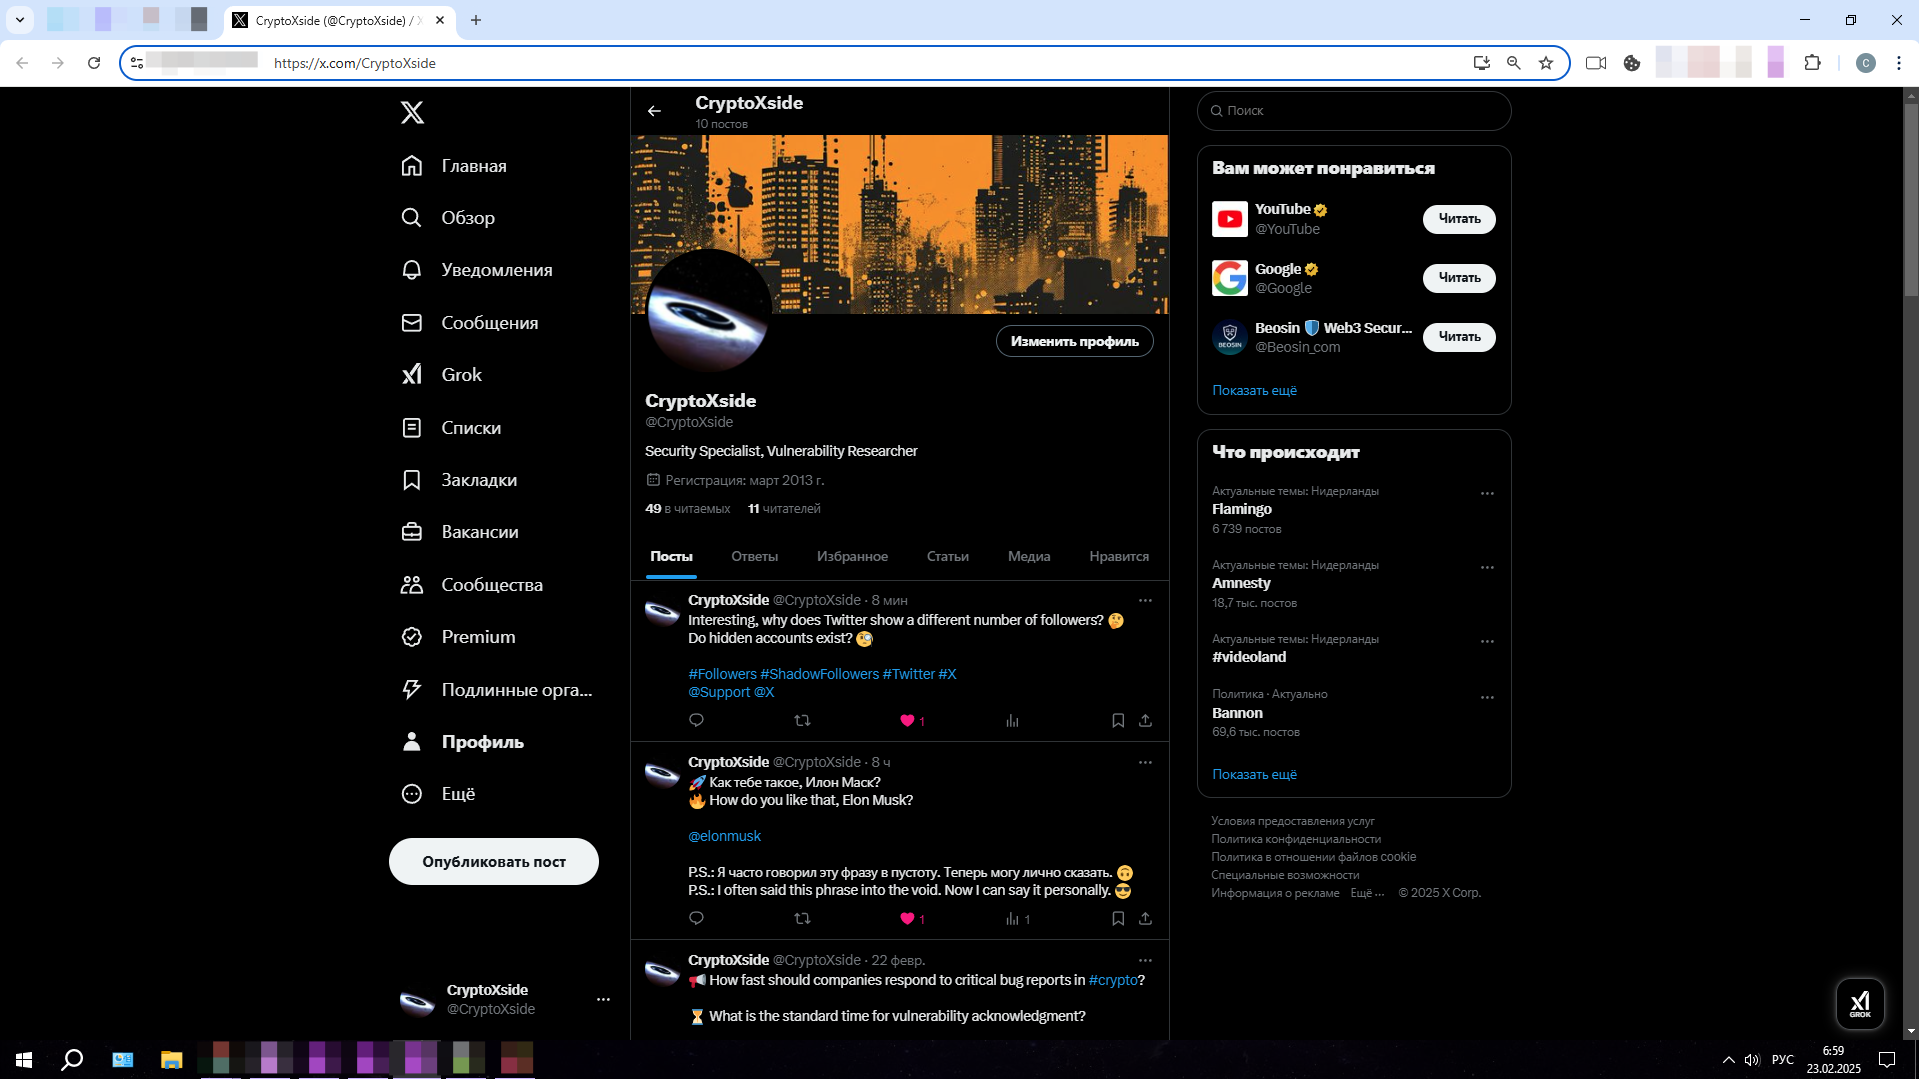 CryptoXside (@CryptoXside) / X
https://x.com/CryptoXside
C
Главная
Обзор
Уведомления
Сообщения
Grok
Списки
Закладки
Вакансии
Сообщества
Premium
Подлинные орга...
Профиль
Ещё
Опубликовать пост
CryptoXside
@CryptoXside
CryptoXside
10 постов
Изменить профиль
CryptoXside
@CryptoXside
Security Specialist, Vulnerability Researcher
Регистрация: март 2013 г.
49 в читаемых 11 читателей
Посты Ответы Избранное Статьи Медиа Нравится
CryptoXside @CryptoXside · 8 мин
Interesting, why does Twitter show a different number of followers? 🤔
Do hidden accounts exist? 🧐
#Followers #ShadowFollowers #Twitter #X
@Support @X
1
CryptoXside @CryptoXside · 8 ч
🚀 Как тебе такое, Илон Маск?
🔥 How do you like that, Elon Musk?
@elonmusk
P.S.: Я часто говорил эту фразу в пустоту. Теперь могу лично сказать. 🙃
P.S.: I often said this phrase into the void. Now I can say it personally. 😎
1 1
CryptoXside @CryptoXside · 22 февр.
📢 How fast should companies respond to critical bug reports in #crypto?
⏳ What is the standard time for vulnerability acknowledgment?
Поиск
Вам может понравиться
YouTube
@YouTube
Читать
Google
@Google
Читать
BEOSIN
Beosin 🛡️ Web3 Secur...
@Beosin_com
Читать
Показать ещё
Что происходит
Актуальные темы: Нидерланды
Flamingo
6 739 постов
Актуальные темы: Нидерланды
Amnesty
18,7 тыс. постов
Актуальные темы: Нидерланды
#videoland
Политика · Актуально
Bannon
69,6 тыс. постов
Показать ещё
Условия предоставления услуг
Политика конфиденциальности
Политика в отношении файлов cookie
Специальные возможности
Информация о рекламе Ещё ... © 2025 X Corp.
GROK
РУС
6:59
23.02.2025